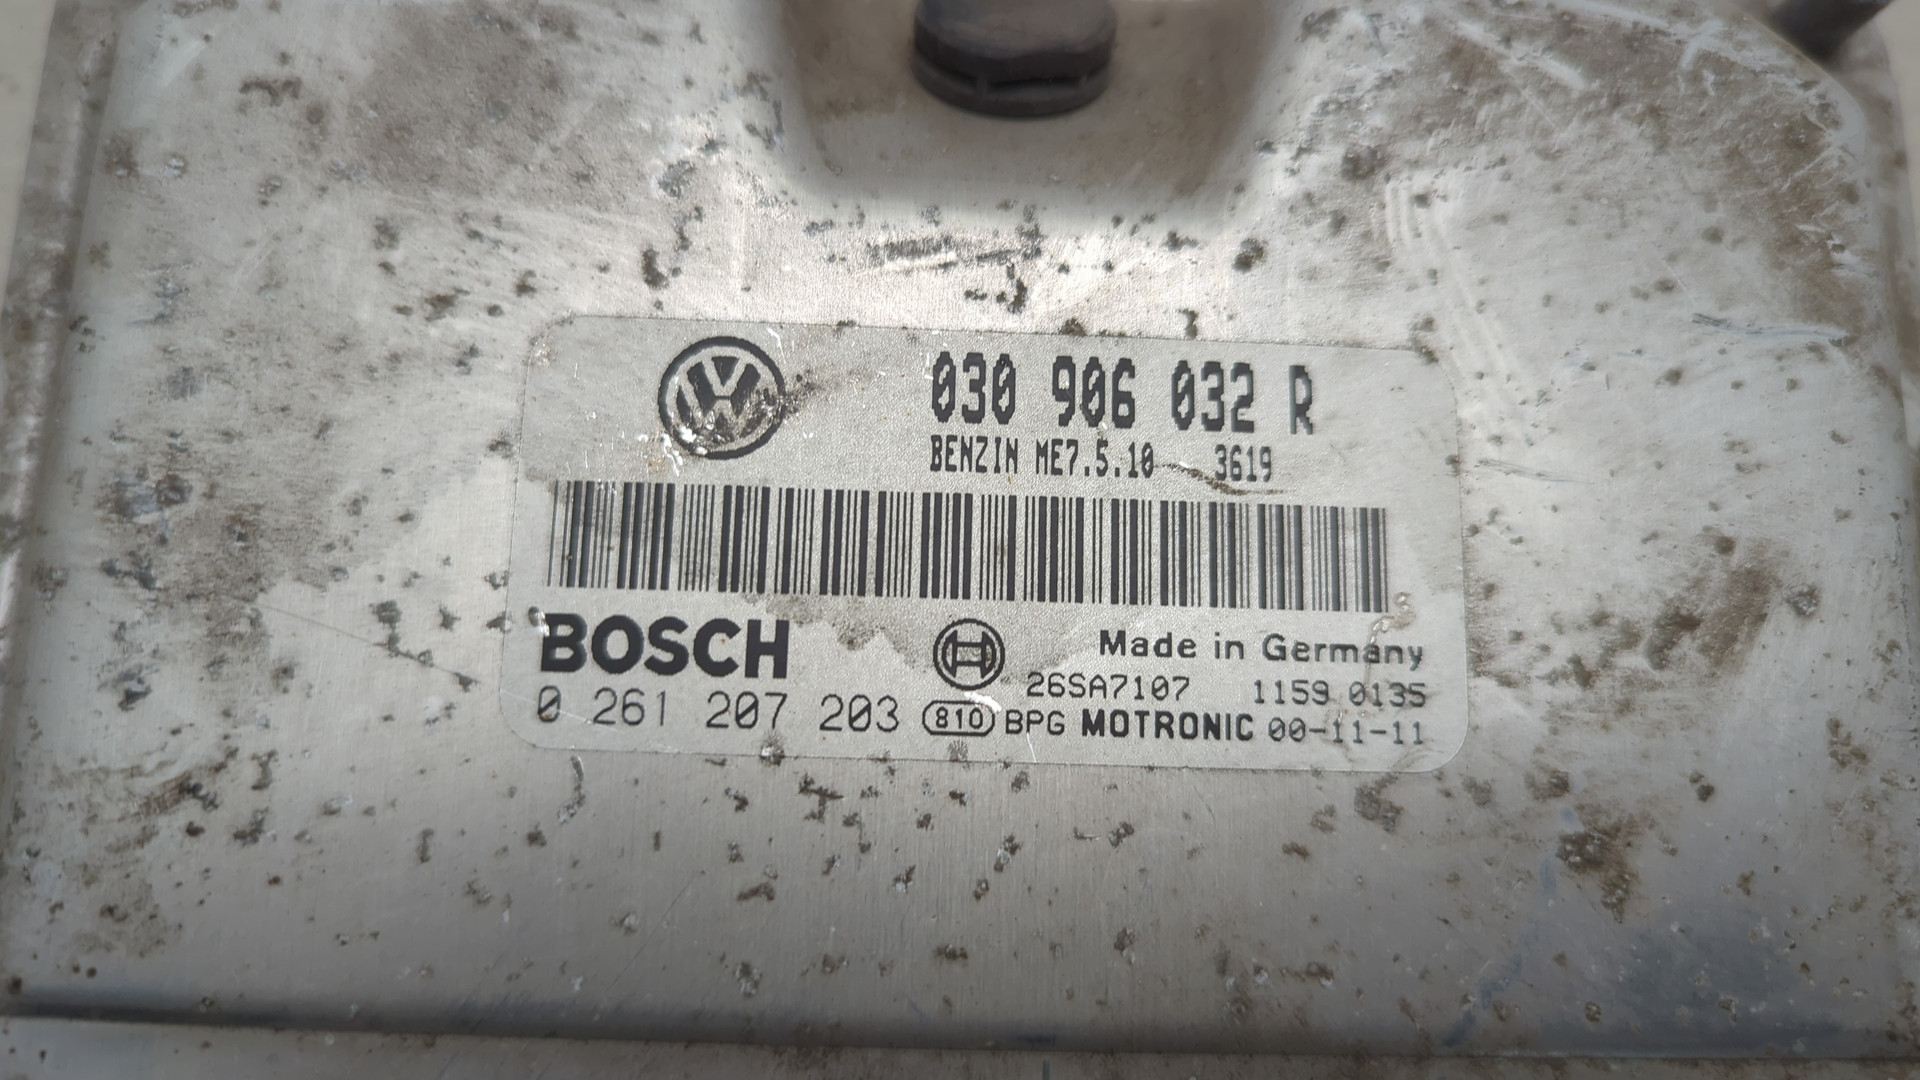 030 906 032 R
BENZIN ME7.5.10 3619
BOSCH
Made in Germany
26SA7107 1159 0135
0 261 207 203 810 BPG MOTRONIC 00-11-11